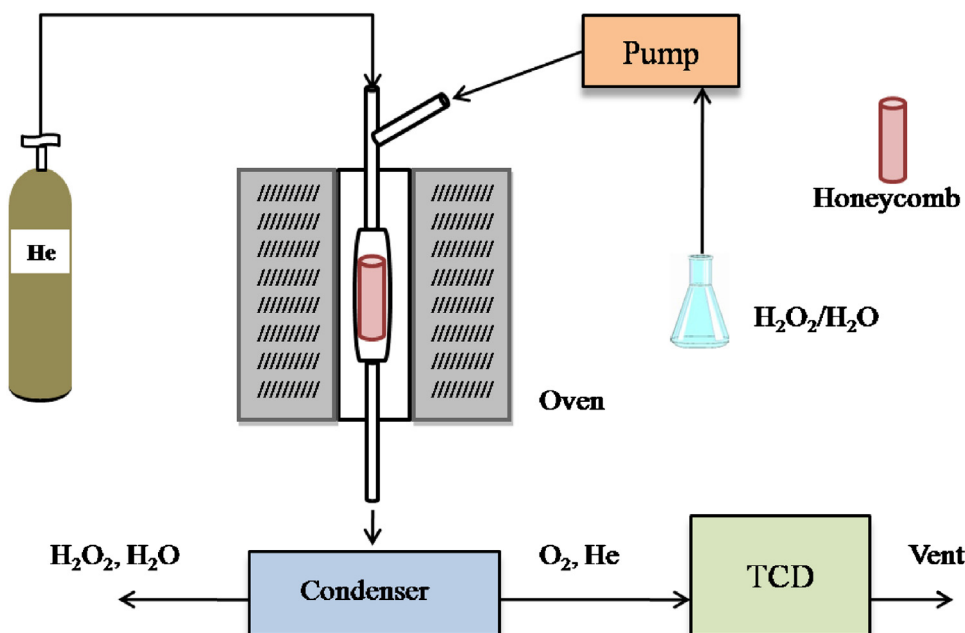 Pump
Honeycomb
He
H₂O₂/H₂O
Oven
H₂O₂, H₂O
O₂, He
Vent
Condenser
TCD